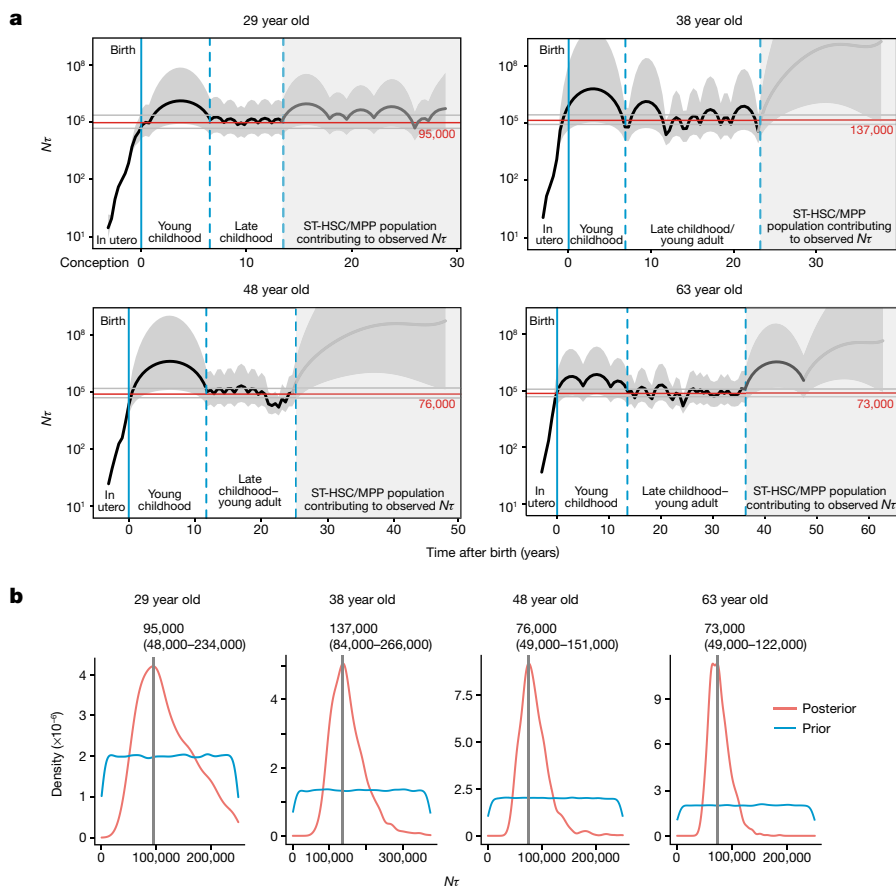 a
29 year old
Birth
10⁸
10⁵
10²
10¹
Nτ
95,000
In utero
Young childhood
Late childhood
ST-HSC/MPP population contributing to observed Nτ
Conception
0
10
20
30
38 year old
Birth
10⁸
10⁵
10²
10¹
137,000
In utero
Young childhood
Late childhood/ young adult
ST-HSC/MPP population contributing to observed Nτ
0
10
20
30
48 year old
Birth
10⁸
10⁵
10²
10¹
Nτ
76,000
In utero
Young childhood
Late childhood– young adult
ST-HSC/MPP population contributing to observed Nτ
0
10
20
30
40
50
63 year old
Birth
10⁸
10⁵
10²
10¹
73,000
In utero
Young childhood
Late childhood– young adult
ST-HSC/MPP population contributing to observed Nτ
0
10
20
30
40
50
60
Time after birth (years)
b
29 year old
95,000
(48,000–234,000)
4
3
2
1
0
Density (×10⁻⁶)
0
100,000
200,000
38 year old
137,000
(84,000–266,000)
4
2
1
0
0
100,000
300,000
48 year old
76,000
(49,000–151,000)
7.5
5.0
2.5
0
0
100,000
200,000
63 year old
73,000
(49,000–122,000)
9
6
3
0
0
100,000
200,000
Posterior
Prior
Nτ